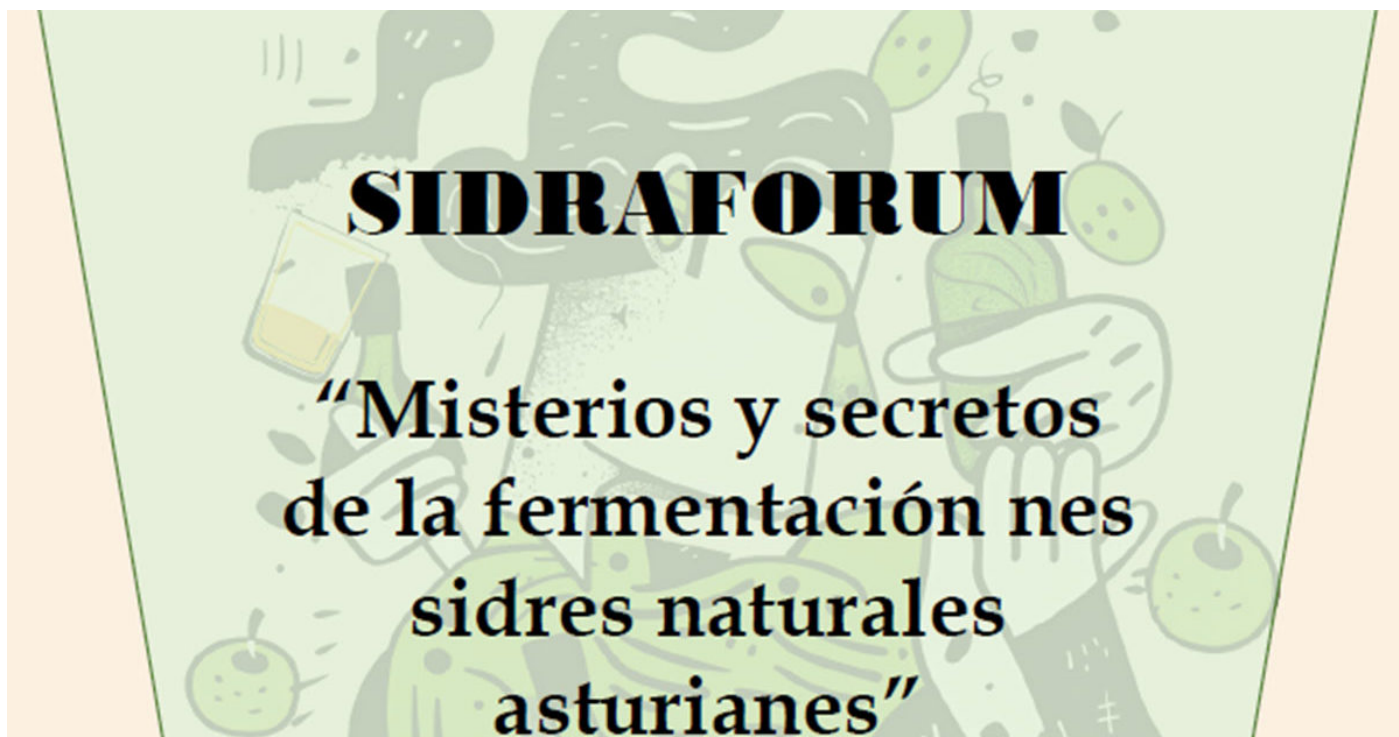 SIDRAFORUM
“Misterios y secretos
de la fermentación nes
sidres naturales
asturianes”